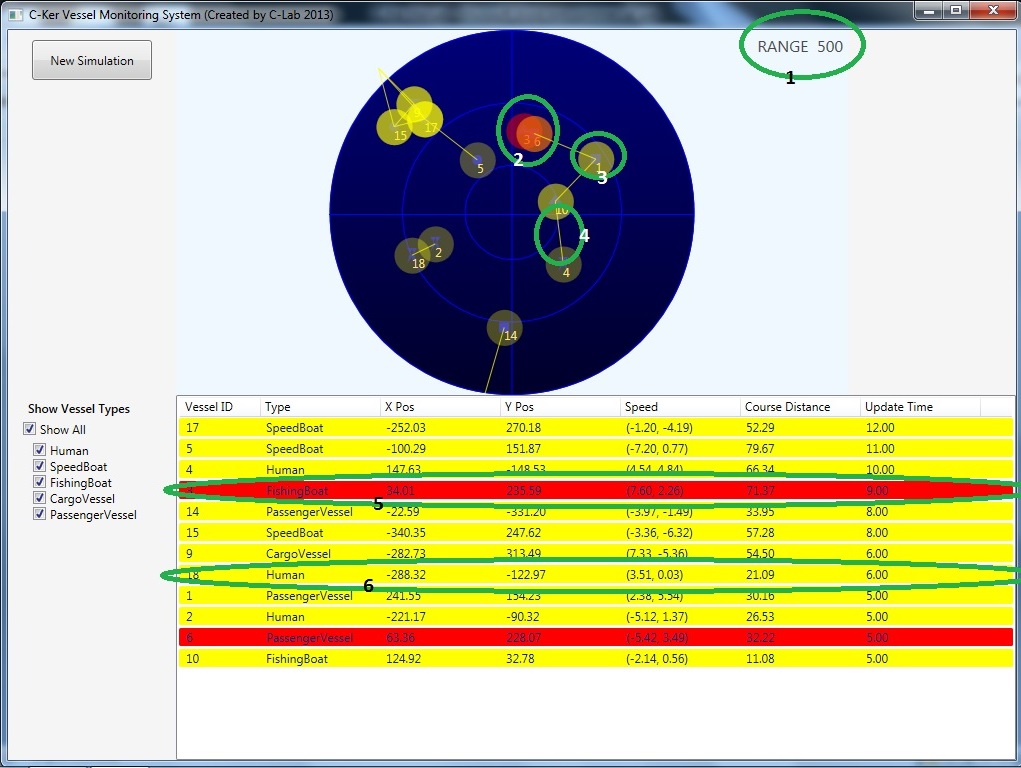 C-Ker Vessel Monitoring System (Created by C-Lab 2013)
New Simulation
RANGE 500
1
9
15
17
5
3
6
2
1
3
10
4
4
2
18
14
Show Vessel Types
Show All
Human
SpeedBoat
FishingBoat
CargoVessel
PassengerVessel
Vessel ID Type X Pos Y Pos Speed Course Distance Update Time
17 SpeedBoat -252.03 270.18 (-1.20, -4.19) 52.29 12.00
5 SpeedBoat -100.29 151.87 (-7.20, 0.77) 79.67 11.00
4 Human 147.63 -148.53 (4.54, 4.84) 66.34 10.00
3 FishingBoat 34.01 235.59 (7.60, 2.26) 71.37 9.00
5
14 PassengerVessel -22.59 -331.20 (-3.97, -1.49) 33.95 8.00
15 SpeedBoat -340.35 247.62 (-3.36, -6.32) 57.28 8.00
9 CargoVessel -282.73 313.49 (7.33, -5.36) 54.50 6.00
18 Human -288.32 -122.97 (3.51, 0.03) 21.09 6.00
6
1 PassengerVessel 241.55 154.23 (2.38, 5.54) 30.16 5.00
2 Human -221.17 -90.32 (-5.12, 1.37) 26.53 5.00
6 PassengerVessel 63.36 228.07 (-5.42, 3.49) 32.22 5.00
10 FishingBoat 124.92 32.78 (-2.14, 0.56) 11.08 5.00